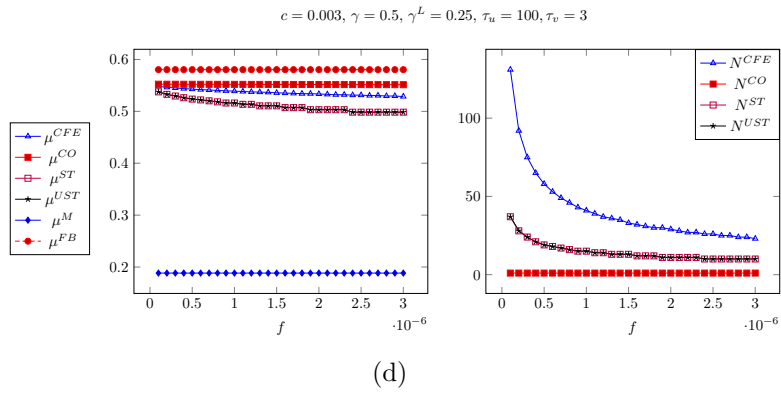 c = 0.003, γ = 0.5, γ^L = 0.25, τ_u = 100, τ_v = 3
μ^CFE
μ^CO
μ^ST
μ^UST
μ^M
μ^FB
0.6
0.5
0.4
0.3
0.2
0 0.5 1 1.5 2 2.5 3
·10^−6
f
N^CFE
N^CO
N^ST
N^UST
100
50
0
0 0.5 1 1.5 2 2.5 3
·10^−6
f
(d)